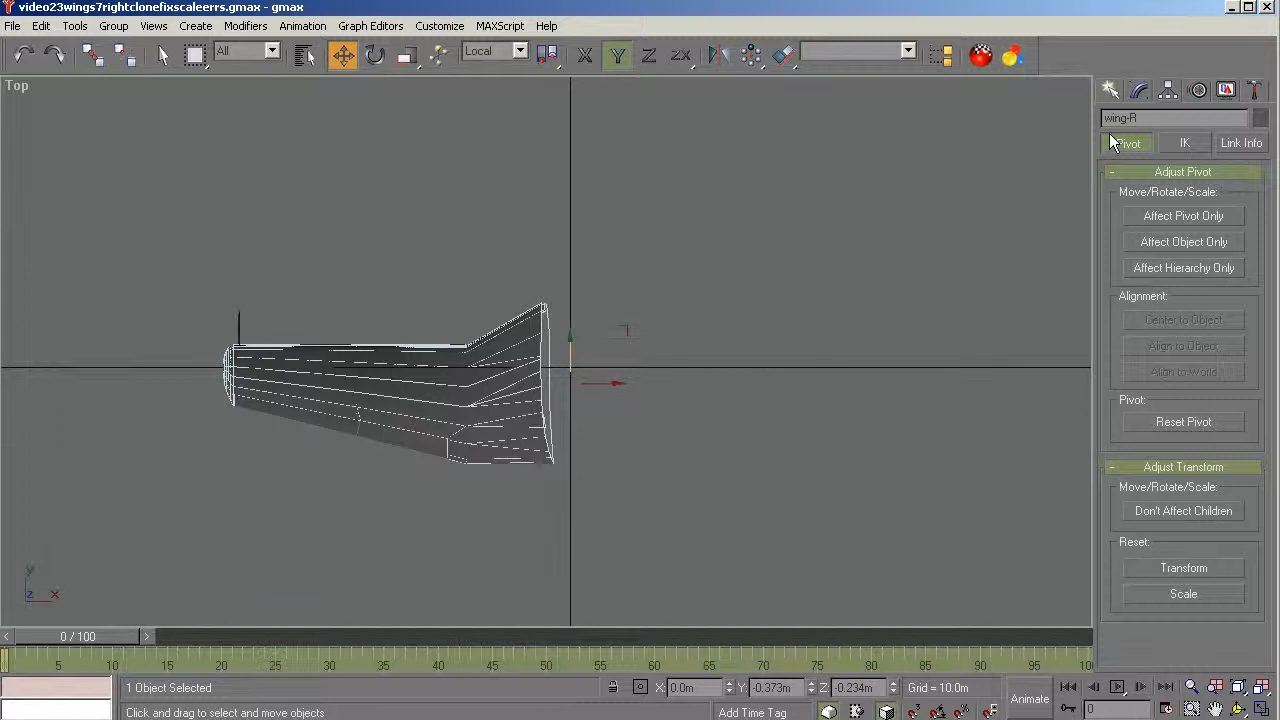 video23wings7rightclonefixscaleerrs.gmax - gmax
File Edit Tools Group Views Create Modifiers Animation Graph Editors Customize MAXScript Help
All Local X Y Z ZX
Top
wing-R
Pivot IK Link Info
- Adjust Pivot
Move/Rotate/Scale:
Affect Pivot Only
Affect Object Only
Affect Hierarchy Only
Alignment:
Center to Object
Align to Object
Align to World
Pivot:
Reset Pivot
- Adjust Transform
Move/Rotate/Scale:
Don't Affect Children
Reset:
Transform
Scale
y
z x
< 0 / 100 >
5 10 15 20 25 30 35 40 45 50 55 60 65 70 75 80 85 90 95 100
1 Object Selected X: 0.0m Y: -0.373m Z: -0.234m Grid = 10.0m Animate
Click and drag to select and move objects Add Time Tag 0